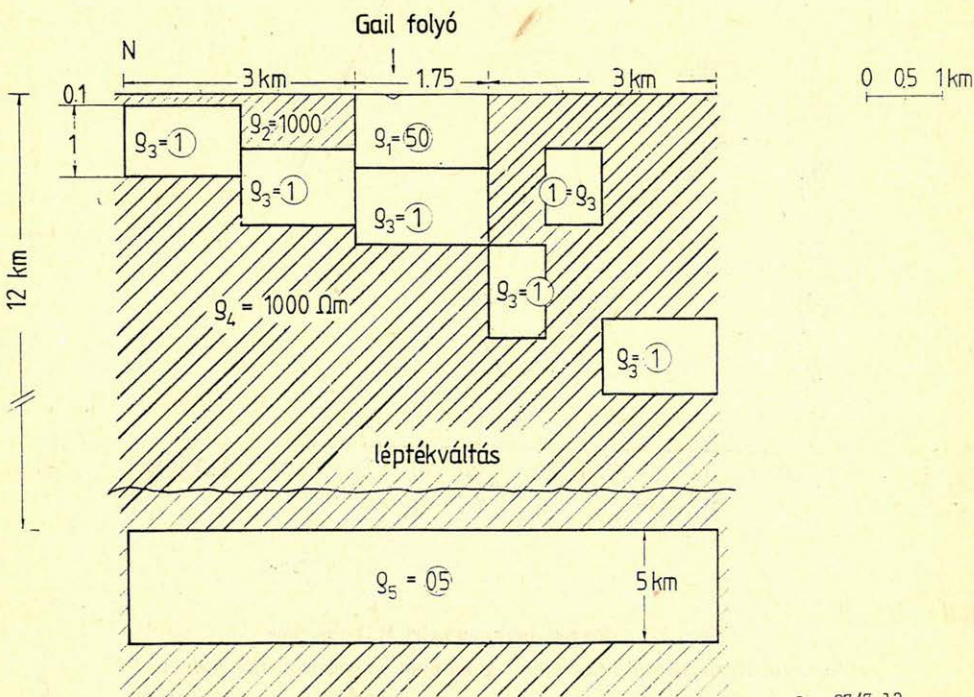 Gail folyó
N
3 km 1.75 3 km
0 0.5 1 km
0.1
1
ρ₃= 1
ρ₂=1000
ρ₁= 50
ρ₃= 1
ρ₃= 1
1 =ρ₃
ρ₃= 1
ρ₄ = 1000 Ωm
ρ₃= 1
12 km
léptékváltás
ρ₅ = 0.5
5 km